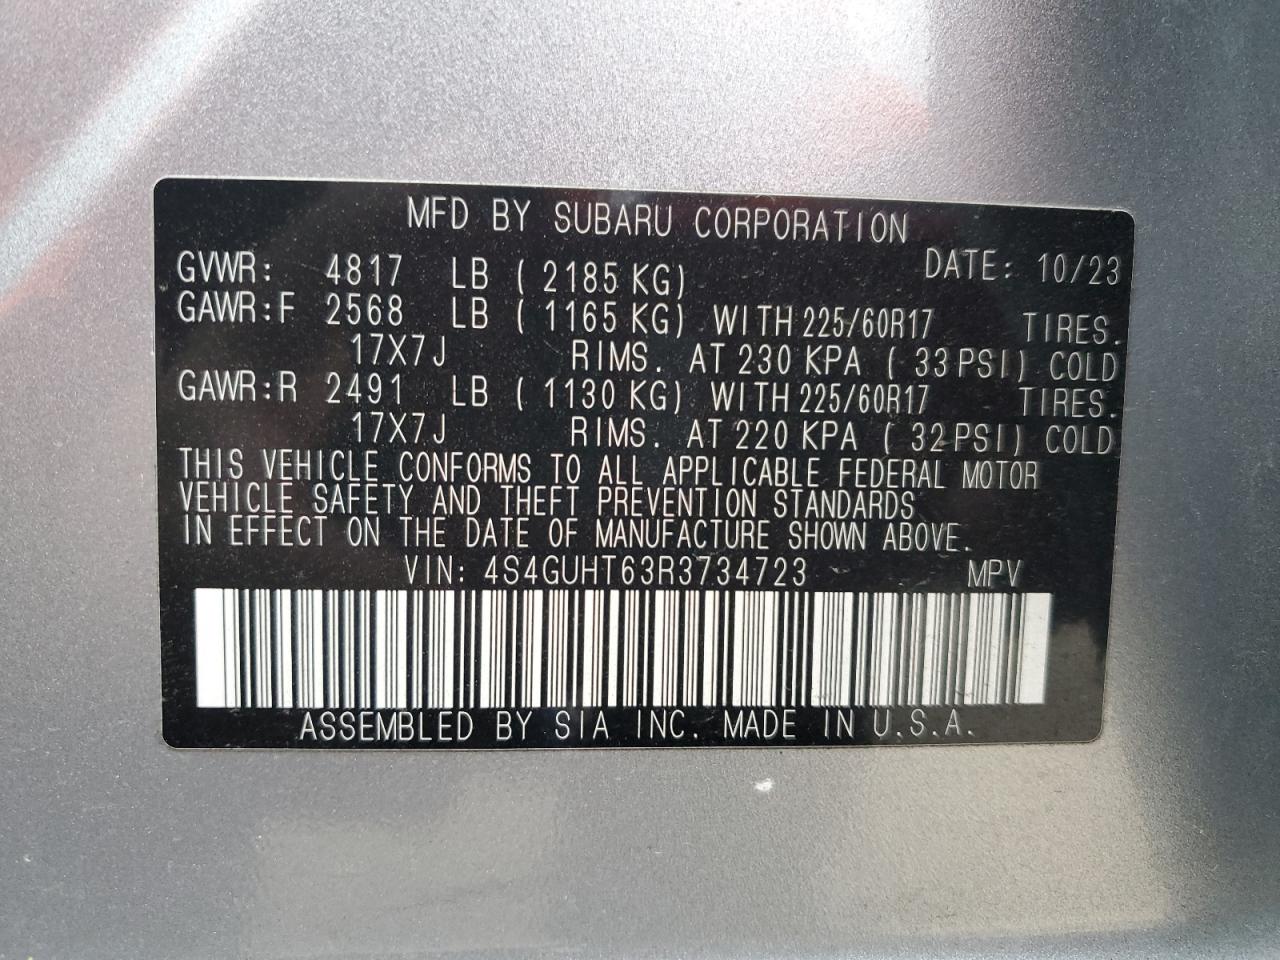 MFD BY SUBARU CORPORATION
GVWR: 4817 LB ( 2185 KG) DATE: 10/23
GAWR:F 2568 LB ( 1165 KG) WITH 225/60R17 TIRES.
17X7J RIMS. AT 230 KPA ( 33 PSI) COLD
GAWR:R 2491 LB ( 1130 KG) WITH 225/60R17 TIRES.
17X7J RIMS. AT 220 KPA ( 32 PSI) COLD
THIS VEHICLE CONFORMS TO ALL APPLICABLE FEDERAL MOTOR
VEHICLE SAFETY AND THEFT PREVENTION STANDARDS
IN EFFECT ON THE DATE OF MANUFACTURE SHOWN ABOVE.
VIN: 4S4GUHT63R3734723 MPV
ASSEMBLED BY SIA INC. MADE IN U.S.A.